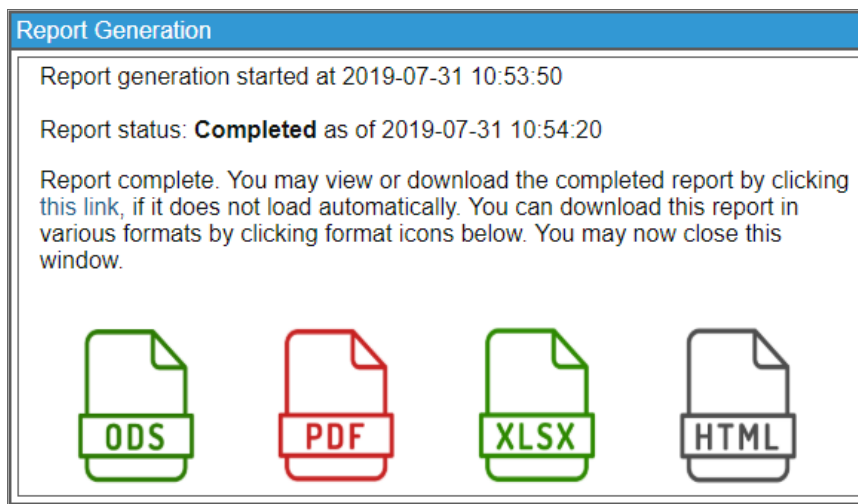 Report Generation
Report generation started at 2019-07-31 10:53:50
Report status: Completed as of 2019-07-31 10:54:20
Report complete. You may view or download the completed report by clicking
this link, if it does not load automatically. You can download this report in
various formats by clicking format icons below. You may now close this
window.
ODS PDF XLSX HTML